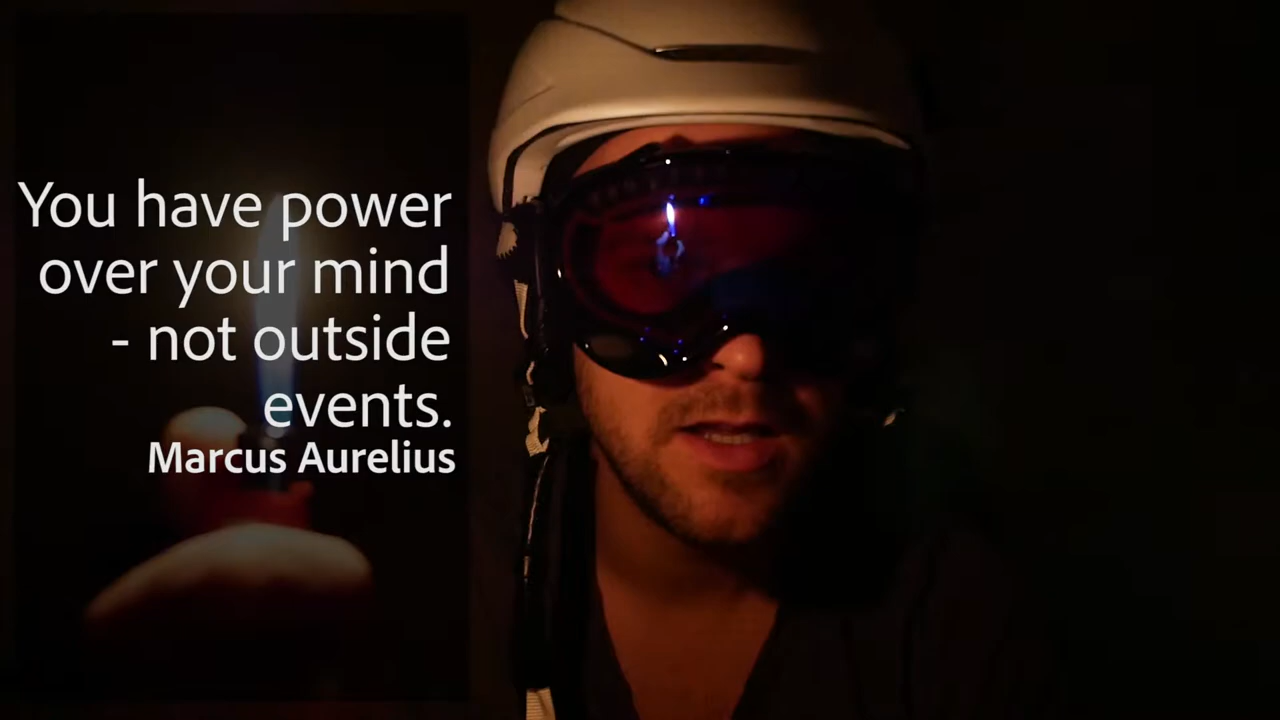 You have power
over your mind
- not outside
events.
Marcus Aurelius